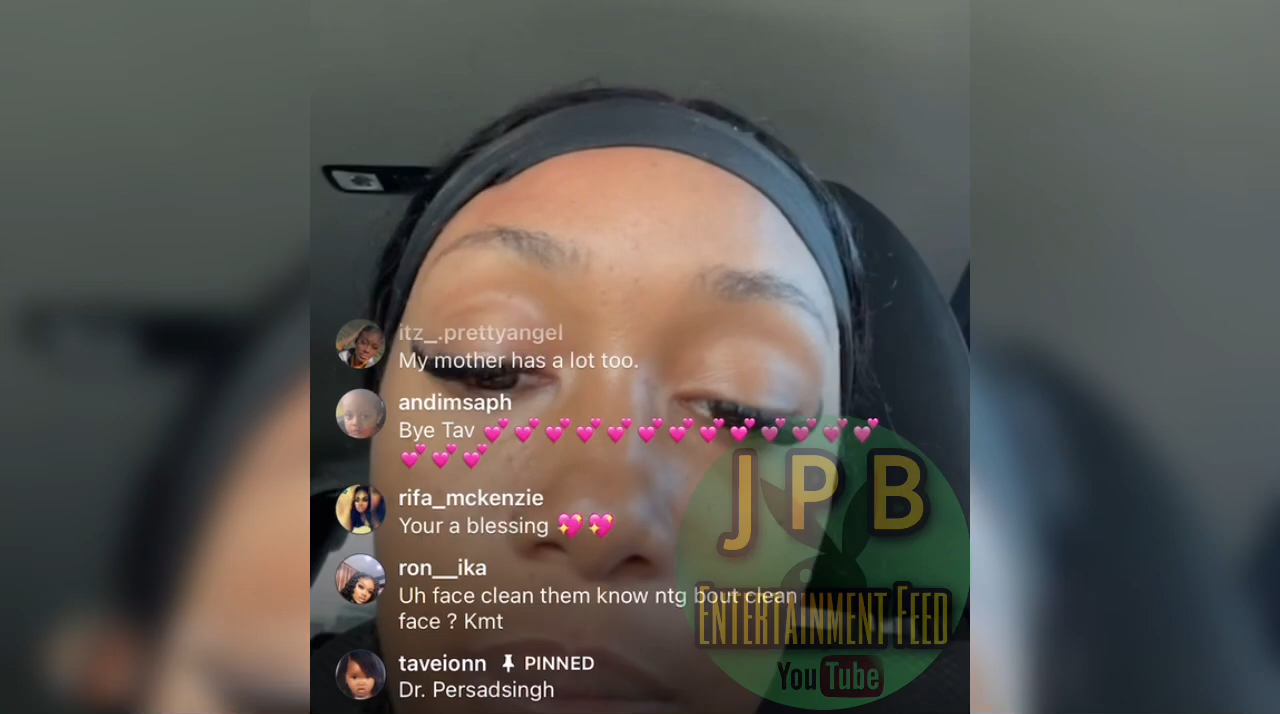 itz_.prettyangel
My mother has a lot too.
andimsaph
Bye Tav 💕 💕 💕 💕 💕 💕 💕 💕 💕 💕 💕 💕 💕
💕 💕 💕
rifa_mckenzie
Your a blessing 💖💖
ron__ika
Uh face clean them know ntg bout clean
face ? Kmt
taveionn 📌 PINNED
Dr. Persadsingh
JPB
ENTERTAINMENT FEED
YouTube